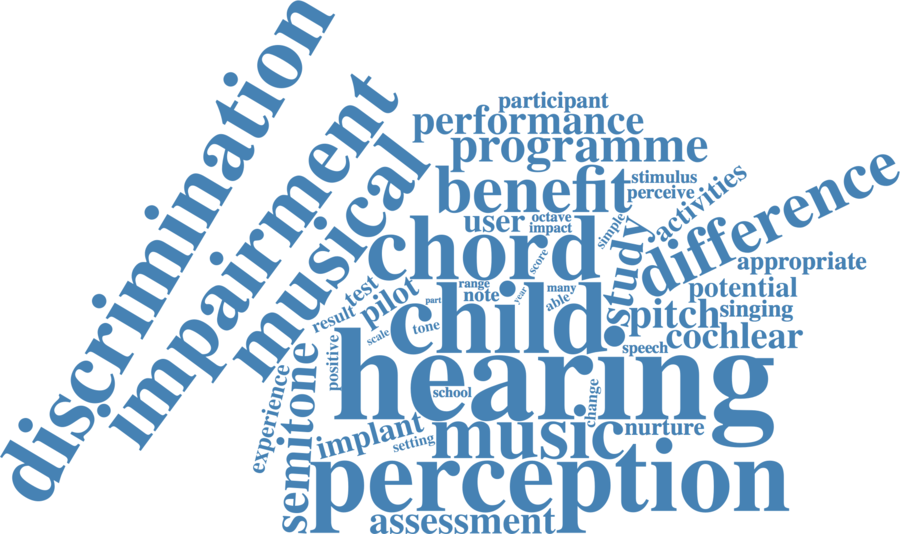 discrimination
impairment
musical
participant
performance
programme
benefit
stimulus
perceive
activities
user
octave
impact
simple
study
difference
chord
score
appropriate
test
pilot
result
range
note
part
year
many
able
potential
child
scale
tone
pitch
singing
cochlear
speech
hearing
positive
experience
semitone
school
change
implant
setting
music
nurture
perception
assessment